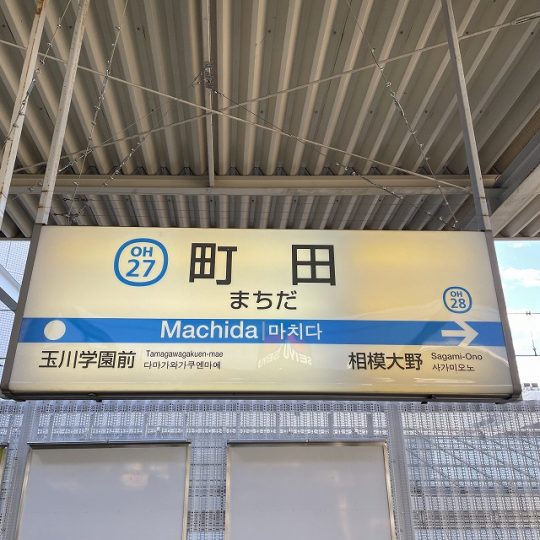 OH
27
町田
まちだ
Machida|마치다
OH
28
玉川学園前
Tamagawagakuen-mae
다마가와가쿠엔마에
相模大野
Sagami-Ono
사가미오노